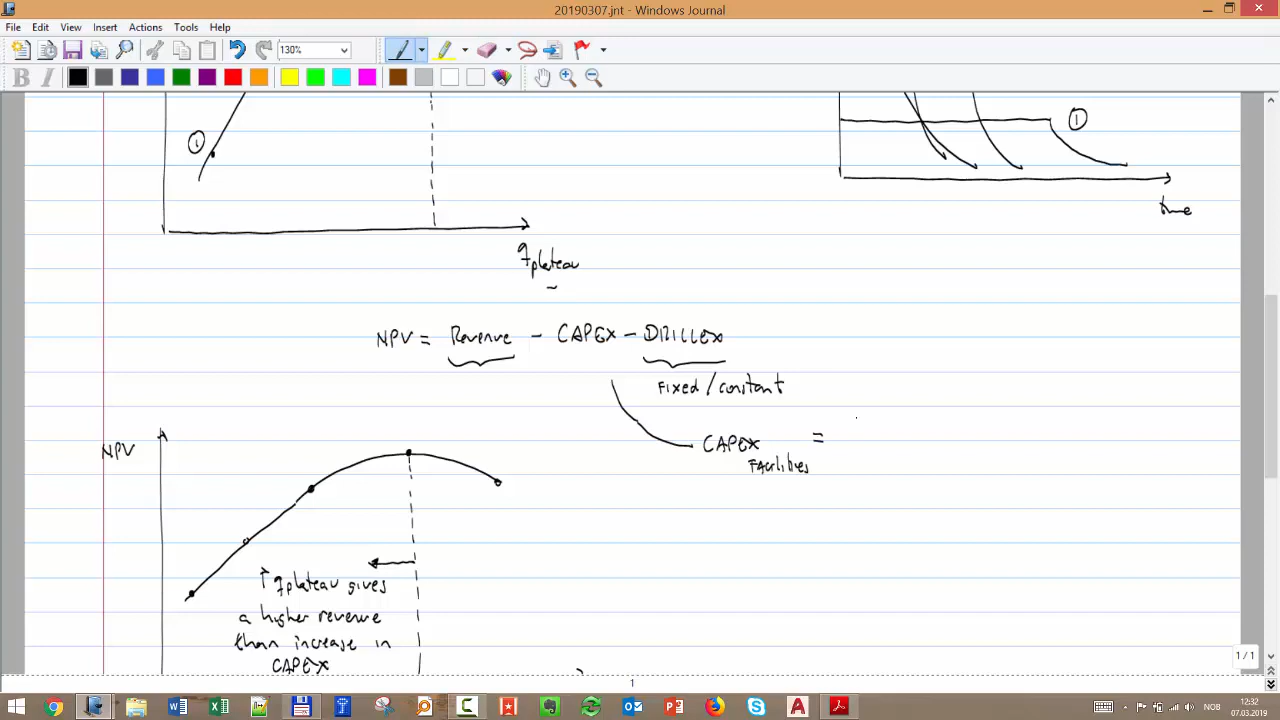 20190307.jnt - Windows Journal
File Edit View Insert Actions Tools Help
130%
①
①
time
qplateau
NPV = Revenue - CAPEX - DRILLEX
Fixed/constant
NPV
CAPEX =
Facilities
↑ qplateau gives
a higher revenue
than increase in
CAPEX
1 / 1
1
NOB
12:32
07.03.2019